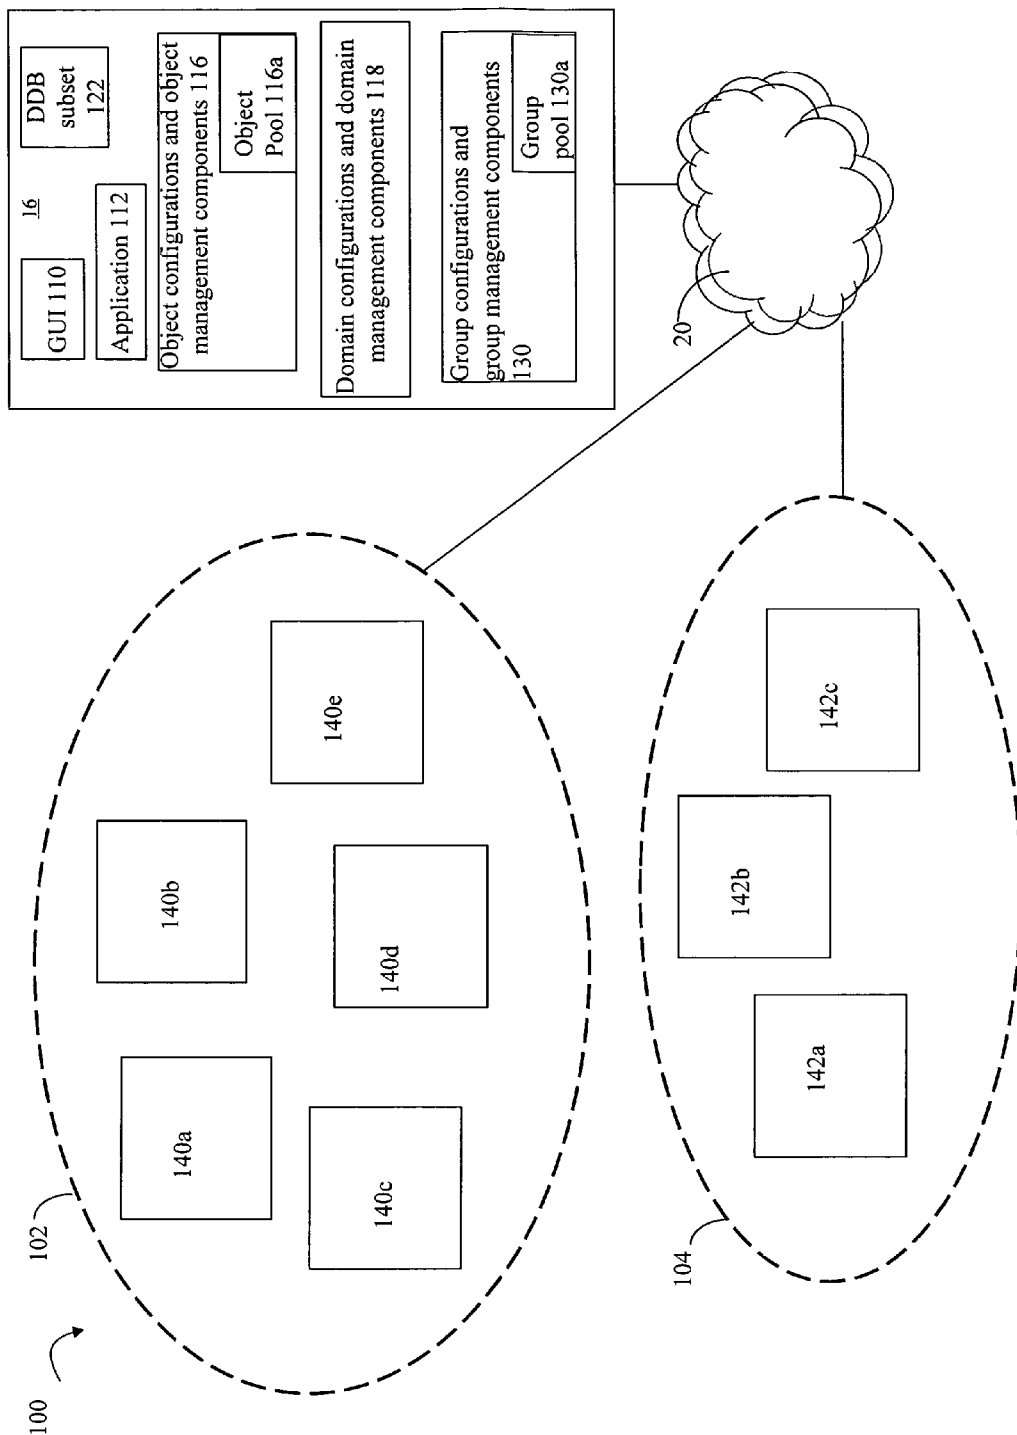 100
102
140a
140b
140c
140d
140e
104
142a
142b
142c
20
16
GUI 110
DDB
subset
122
Application 112
Object configurations and object
management components 116
Object
Pool 116a
Domain configurations and domain
management components 118
Group configurations and
group management components
130
Group
pool 130a